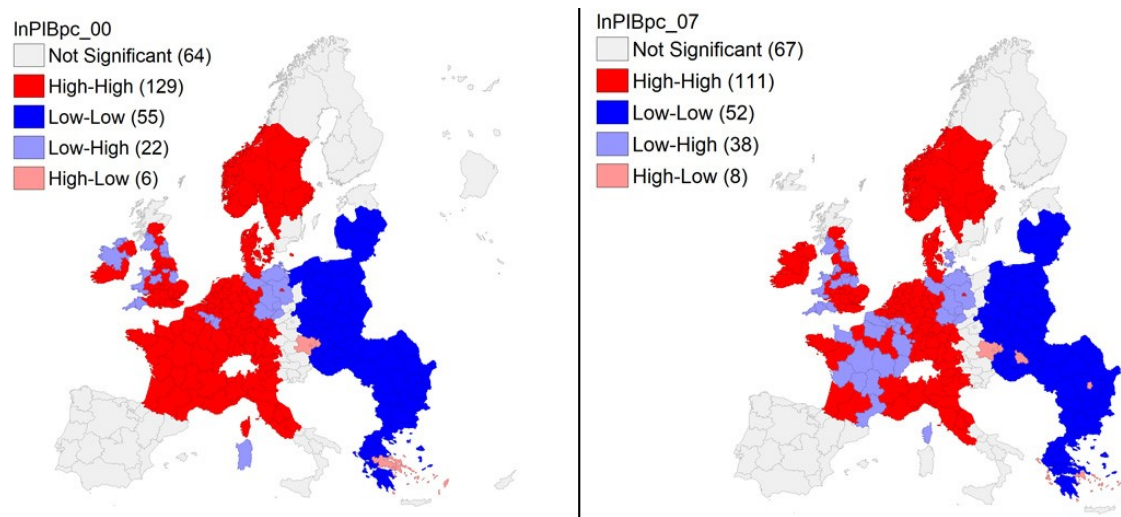 lnPIBpc_00
Not Significant (64)
High-High (129)
Low-Low (55)
Low-High (22)
High-Low (6)
lnPIBpc_07
Not Significant (67)
High-High (111)
Low-Low (52)
Low-High (38)
High-Low (8)